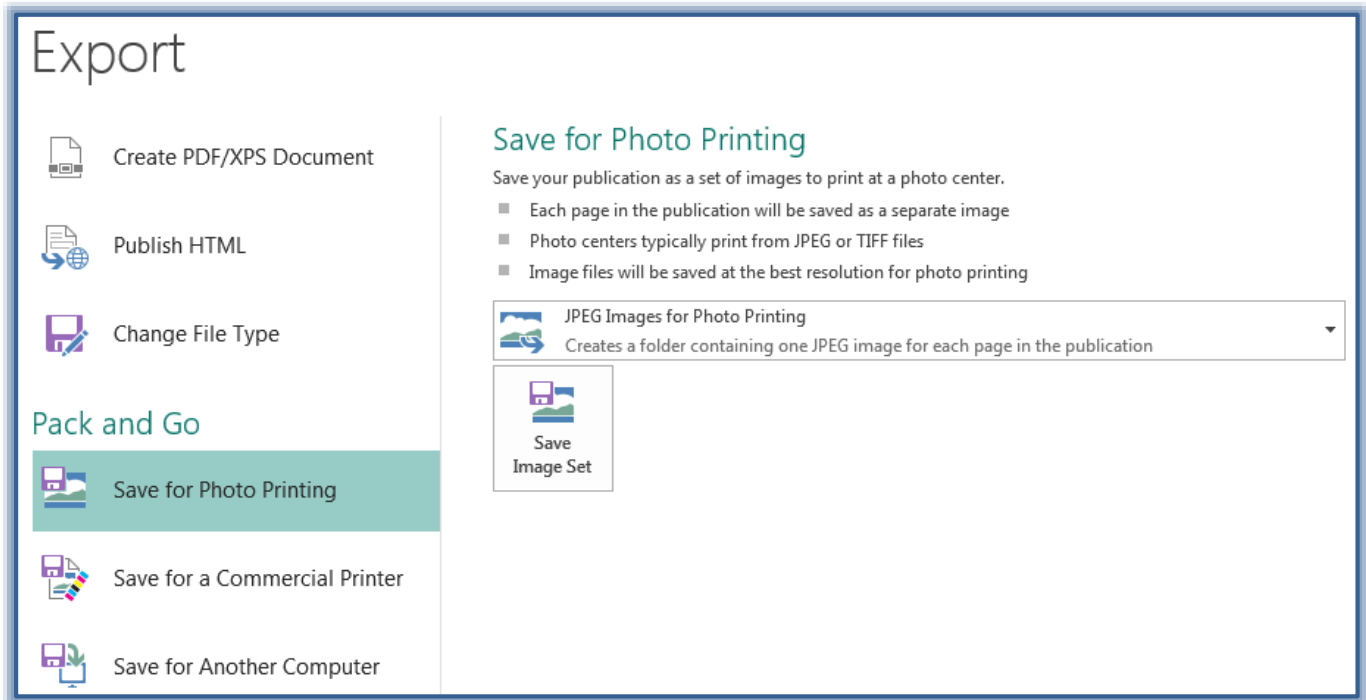 Export
Create PDF/XPS Document
Publish HTML
Change File Type
Pack and Go
Save for Photo Printing
Save for a Commercial Printer
Save for Another Computer
Save for Photo Printing
Save your publication as a set of images to print at a photo center.
Each page in the publication will be saved as a separate image
Photo centers typically print from JPEG or TIFF files
Image files will be saved at the best resolution for photo printing
JPEG Images for Photo Printing
Creates a folder containing one JPEG image for each page in the publication
Save
Image Set